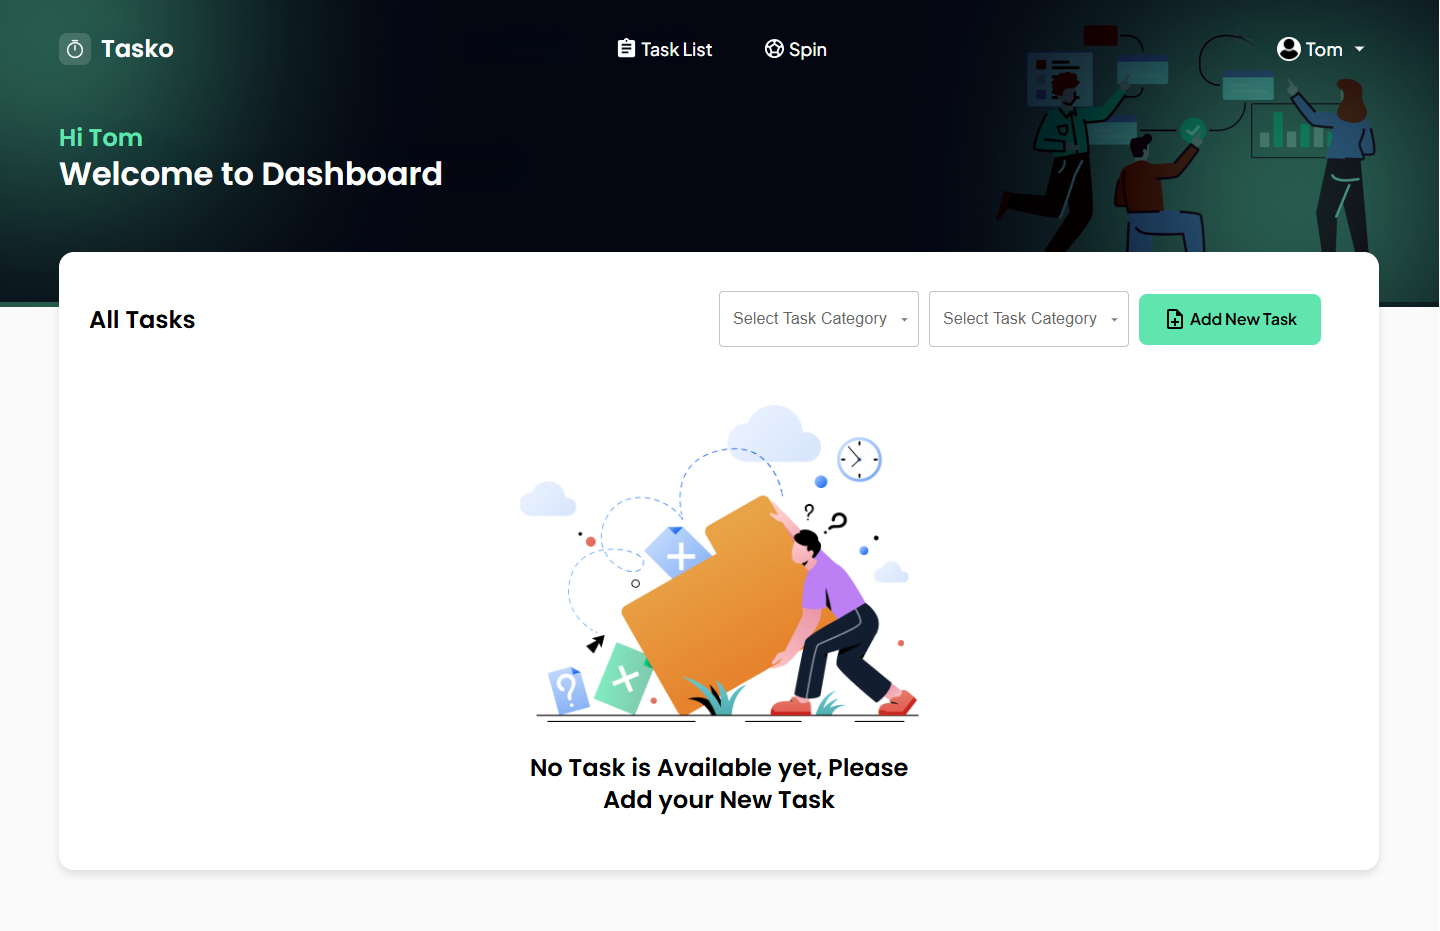 Tasko
Task List
Spin
Tom
Hi Tom
Welcome to Dashboard
All Tasks
Select Task Category
Select Task Category
Add New Task
No Task is Available yet, Please
Add your New Task